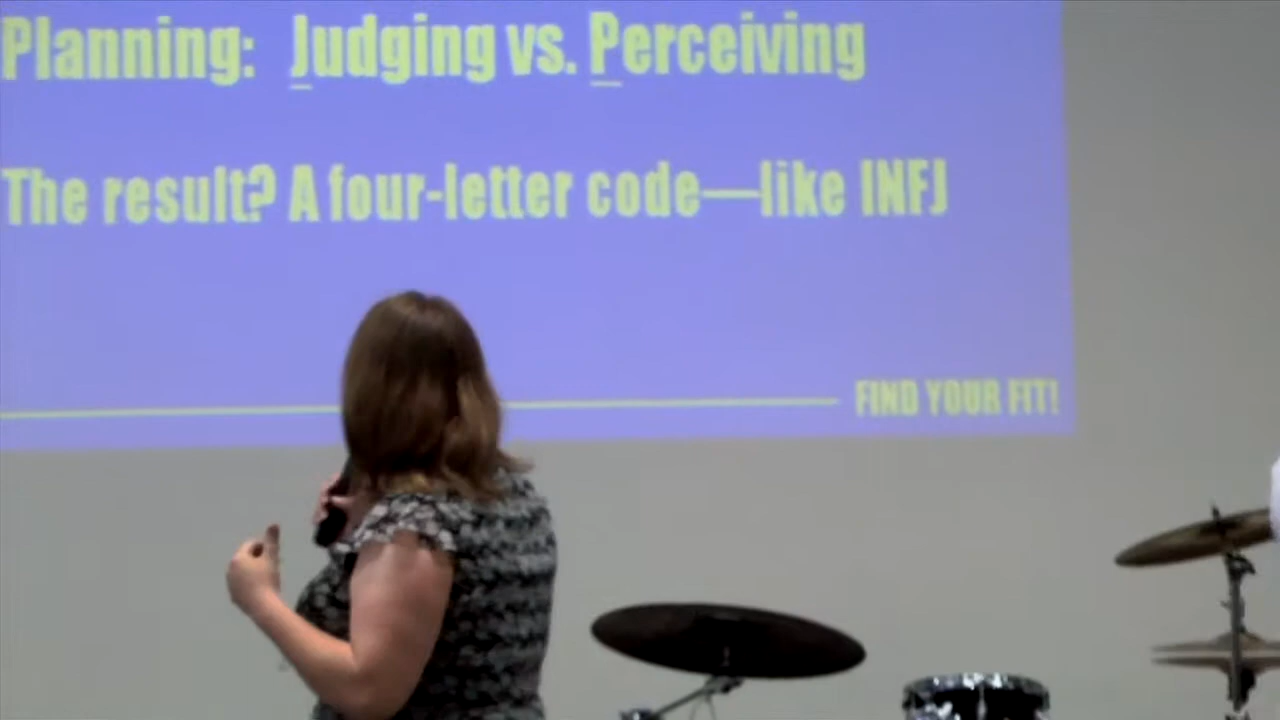 Planning: Judging vs. Perceiving
The result? A four-letter code—like INFJ
FIND YOUR FIT!